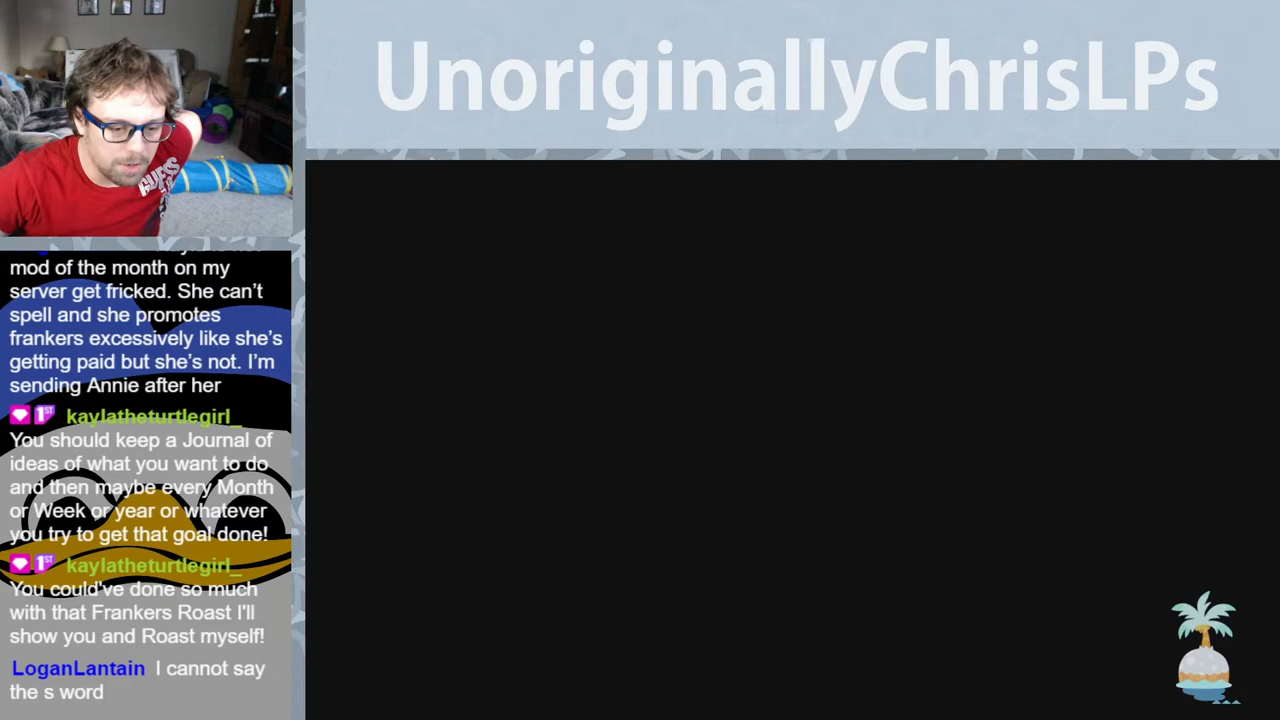 UnoriginallyChrisLPs
GUESS
mod of the month on my
server get fricked. She can't
spell and she promotes
frankers excessively like she's
getting paid but she's not. I'm
sending Annie after her
1ST kaylatheturtlegirl_
You should keep a Journal of
ideas of what you want to do
and then maybe every Month
or Week or year or whatever
you try to get that goal done!
1ST kaylatheturtlegirl_
You could've done so much
with that Frankers Roast I'll
show you and Roast myself!
LoganLantain I cannot say
the s word